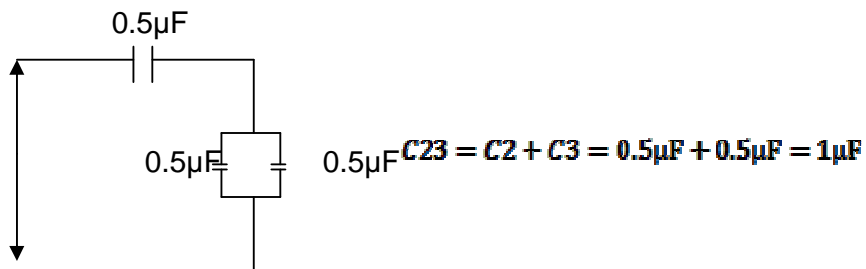 0.5µF
0.5µF 0.5µF C23 = C2 + C3 = 0.5µF + 0.5µF = 1µF